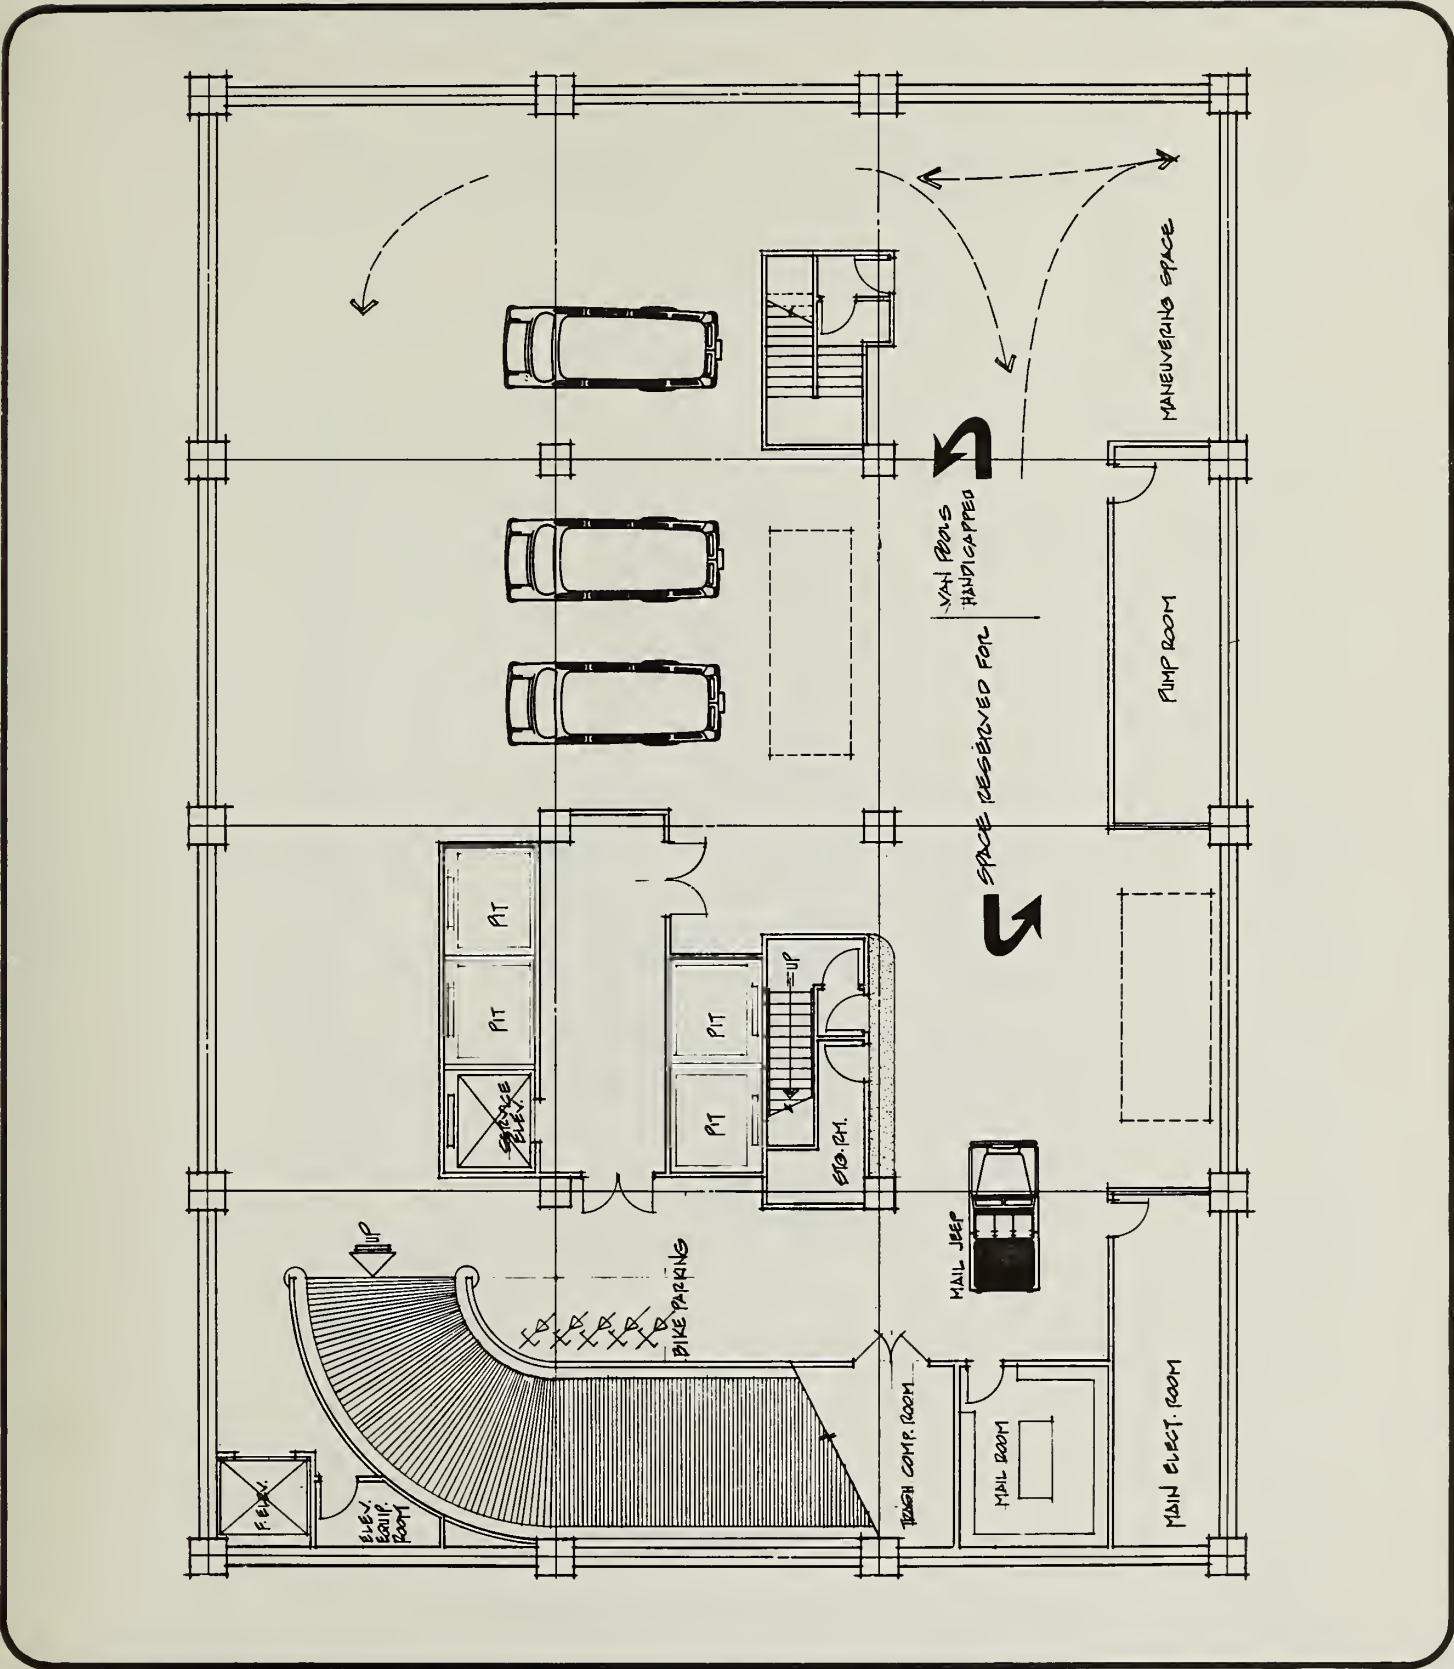 MANEUVERING SPACE
VAN POOLS
HANDICAPPED
SPACE RESERVED FOR
PUMP ROOM
PIT
PIT
SERVICE
ELEV.
PIT
PIT
UP
STG. RM.
UP
BIKE PARKING
MAIL JEEP
F. ELEV.
ELEV.
EQUIP.
ROOM
TRASH COMP. ROOM
MAIL ROOM
MAIN ELECT. ROOM